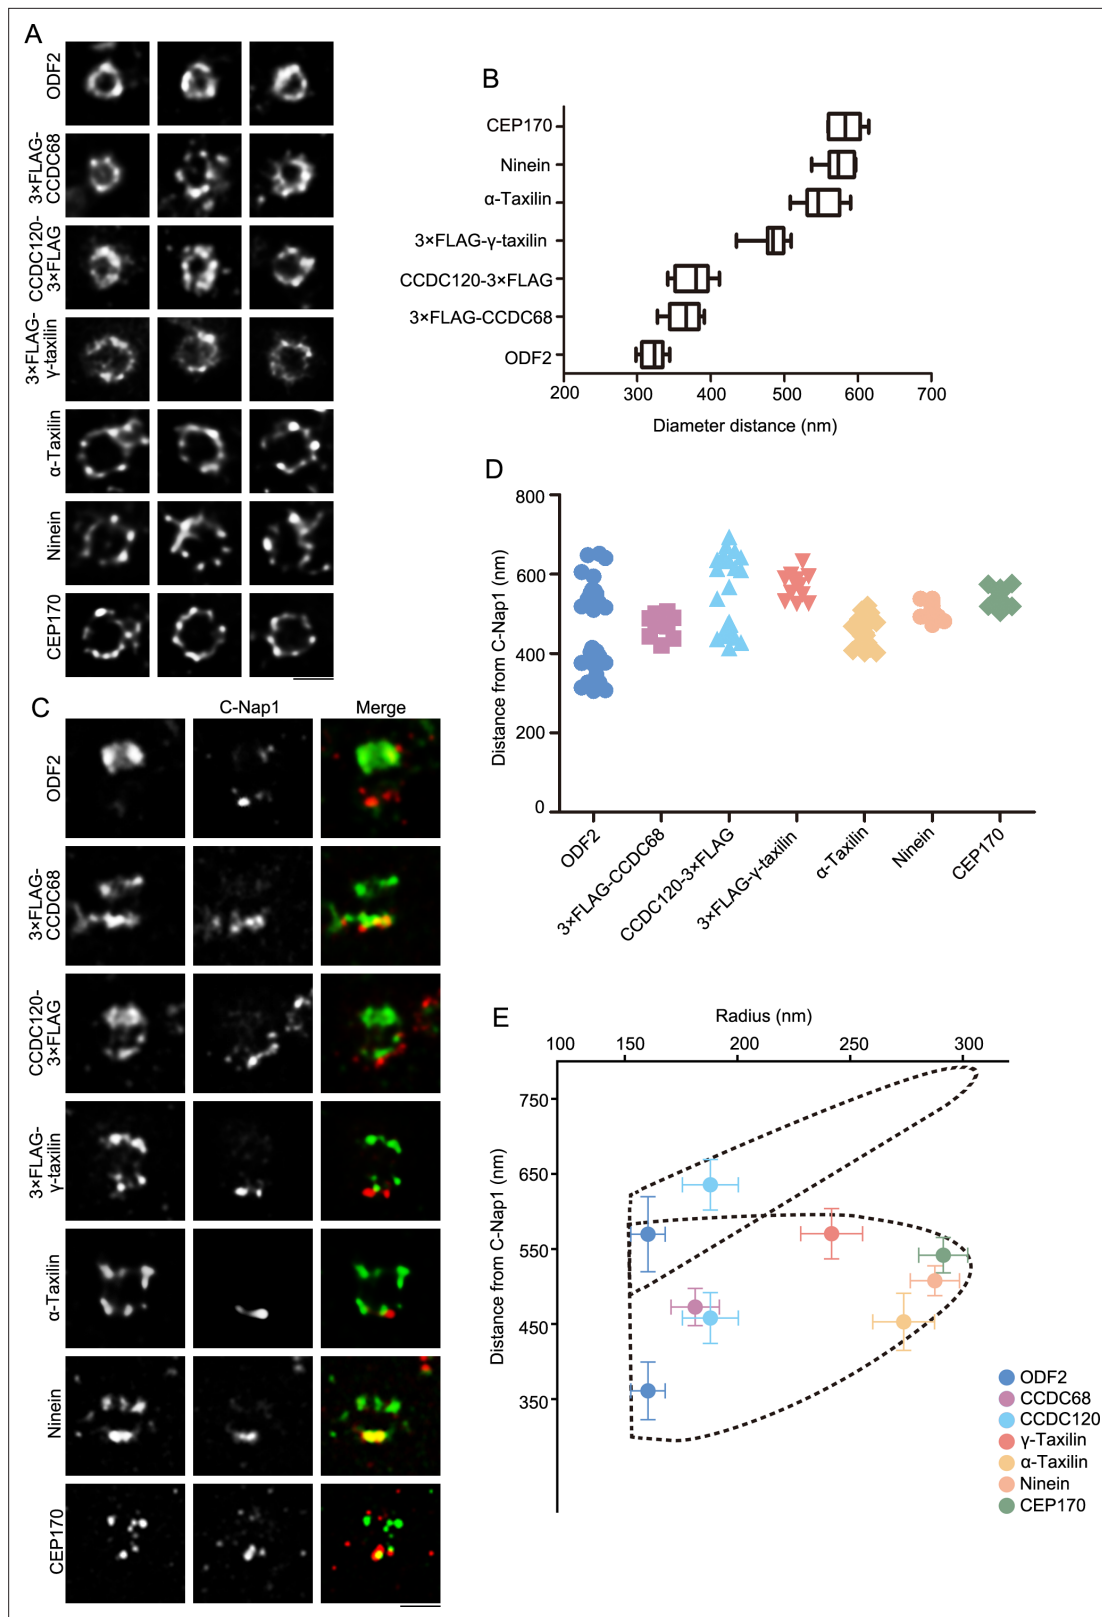 A
ODF2
3×FLAG-
CCDC68
CCDC120-
3×FLAG
3×FLAG-
γ-taxilin
α-Taxilin
Ninein
CEP170
B
CEP170
Ninein
α-Taxilin
3×FLAG-γ-taxilin
CCDC120-3×FLAG
3×FLAG-CCDC68
ODF2
200 300 400 500 600 700
Diameter distance (nm)
C
C-Nap1 Merge
ODF2
3×FLAG-
CCDC68
CCDC120-
3×FLAG
3×FLAG-
γ-taxilin
α-Taxilin
Ninein
CEP170
D
Distance from C-Nap1 (nm)
800
600
400
200
0
ODF2
3×FLAG-CCDC68
CCDC120-3×FLAG
3×FLAG-γ-taxilin
α-Taxilin
Ninein
CEP170
E
Radius (nm)
100 150 200 250 300
Distance from C-Nap1 (nm)
750
650
550
450
350
ODF2
CCDC68
CCDC120
γ-Taxilin
α-Taxilin
Ninein
CEP170